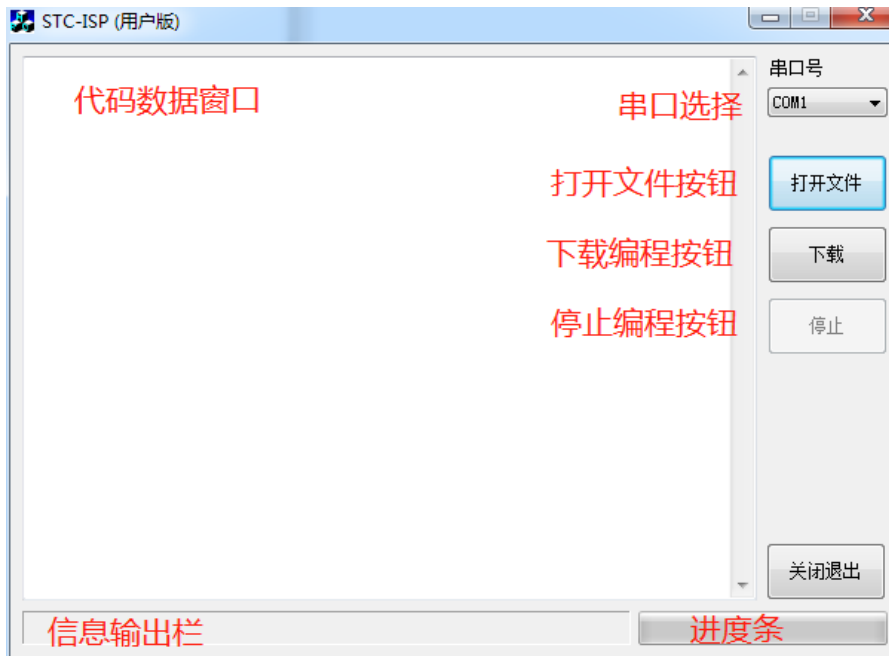 STC-ISP (用户版)
代码数据窗口
串口号
串口选择
COM1
打开文件按钮
打开文件
下载编程按钮
下载
停止编程按钮
停止
关闭退出
信息输出栏
进度条